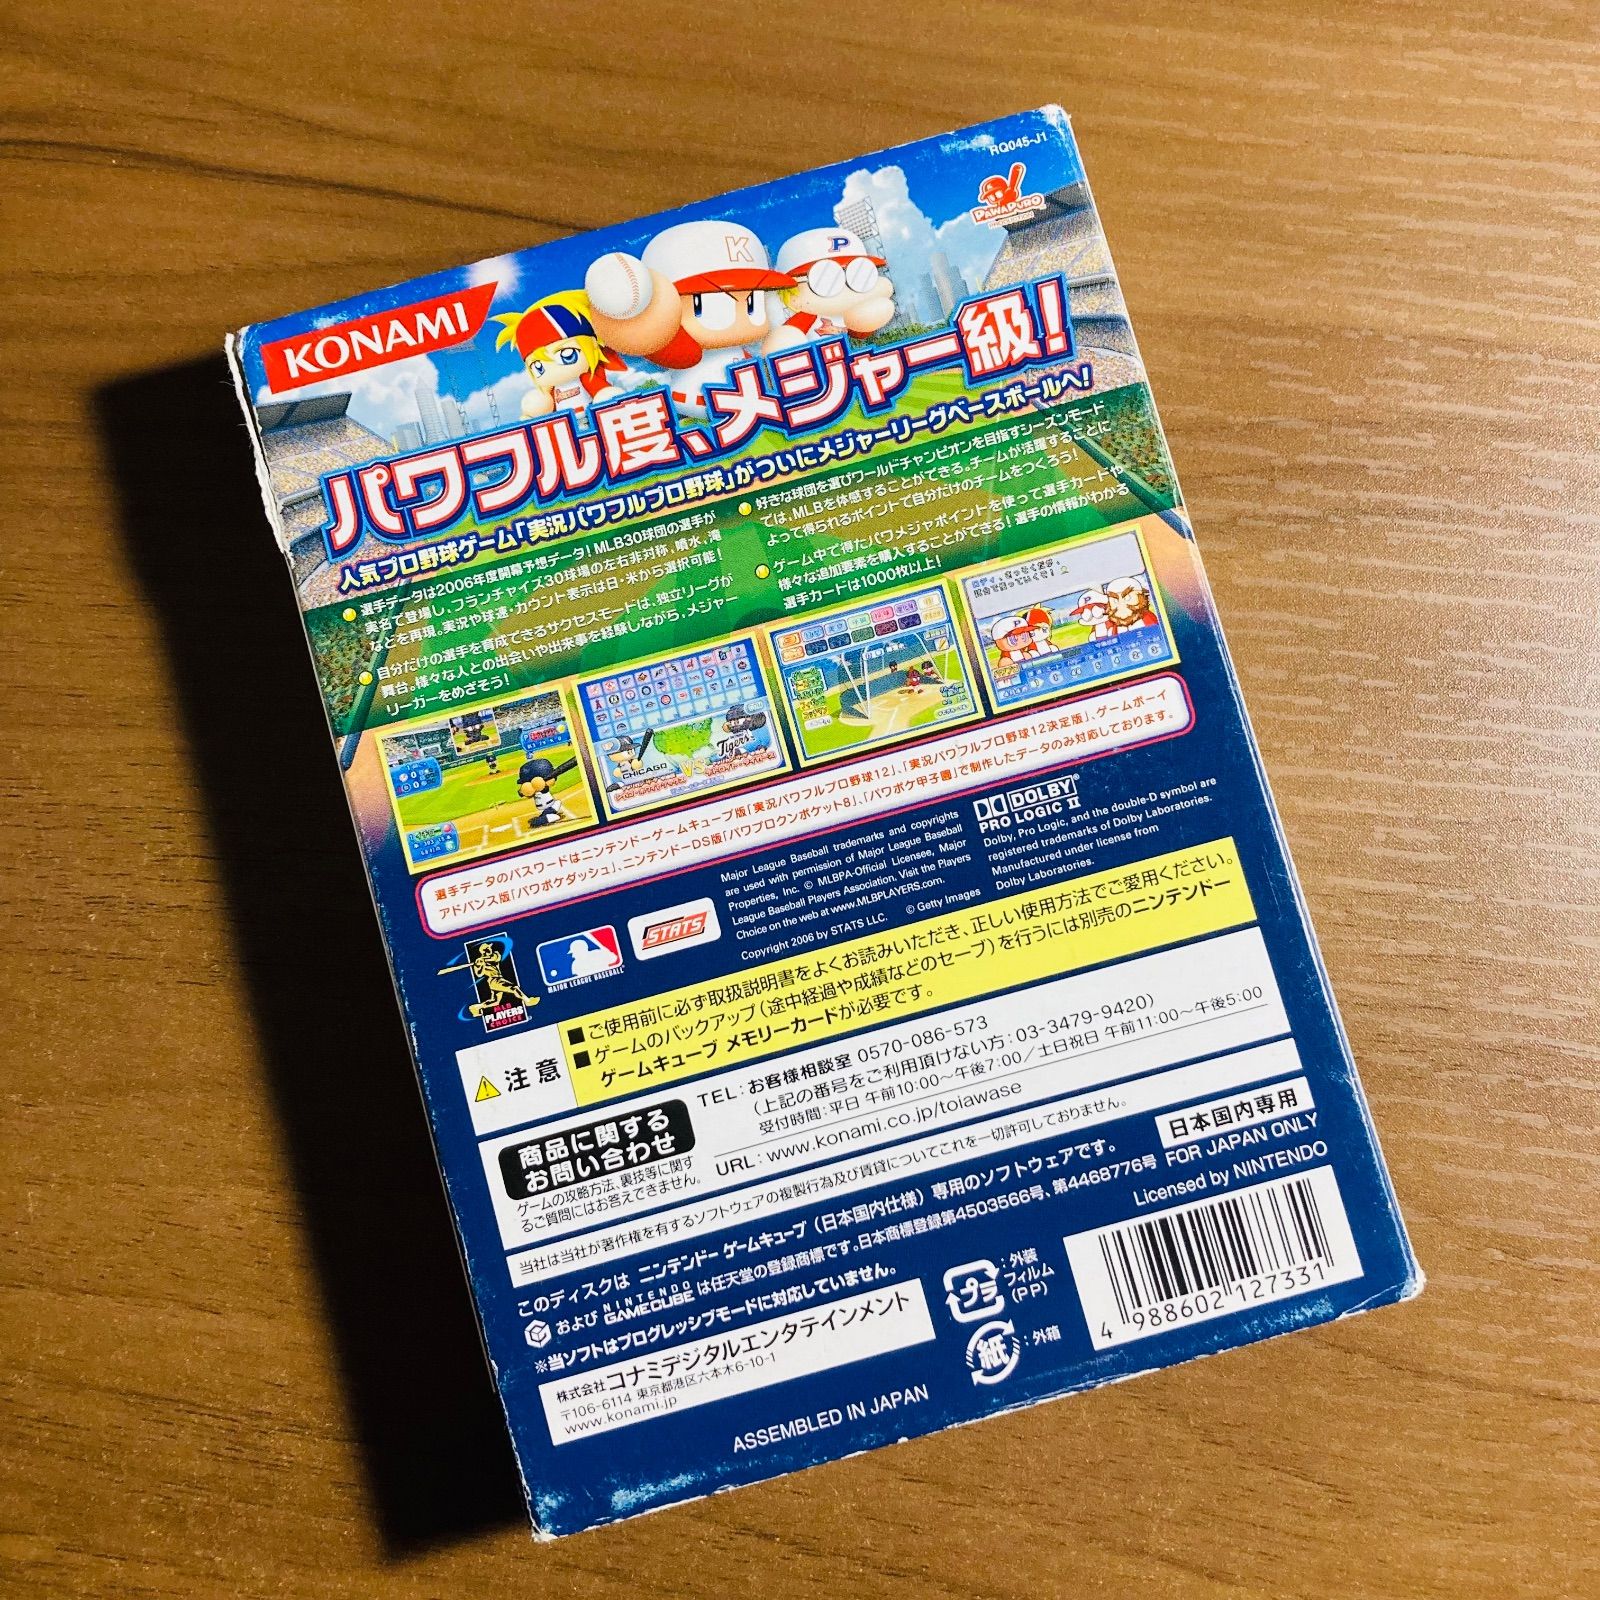 RQ045-J1
PAWAPURO
K
P
KONAMI
パワフル度、メジャー級！
人気プロ野球ゲーム「実況パワフルプロ野球」がついにメジャーリーグベースボールへ！
選手データは2006年度開幕予想データ！MLB30球団の選手が
実名で登場し、フランチャイズ30球場の左右非対称、噴水、滝
などを再現。実況や球速・カウント表示は日・米から選択可能！
自分だけの選手を育成できるサクセスモードは、独立リーグが
舞台。様々な人との出会いや出来事を経験しながら、メジャー
リーガーをめざそう！
好きな球団を選びワールドチャンピオンを目指すシーズンモード
では、MLBを体感することができる。チームが活躍することに
よって得られるポイントで自分だけのチームをつくろう！
ゲーム中で得たパワメジャポイントを使って選手カードや
様々な追加要素を購入することができる！選手の情報がわかる
選手カードは1000枚以上！
CHICAGO
VS
Tigers
選手データのパスワードはニンテンドーゲームキューブ版「実況パワフルプロ野球12」、「実況パワフルプロ野球12決定版」、ゲームボーイ
アドバンス版「パワポケダッシュ」、ニンテンドーDS版「パワプロクンポケット8」、「パワポケ甲子園」で制作したデータのみ対応しております。
MLB
PLAYERS
CHOICE
MAJOR LEAGUE BASEBALL
STATS
Major League Baseball trademarks and copyrights
are used with permission of Major League Baseball
Properties, Inc. © MLBPA-Official Licensee, Major
League Baseball Players Association. Visit the Players
Choice on the web at www.MLBPLAYERS.com.
Copyright 2006 by STATS LLC.
© Getty Images
DOLBY
PRO LOGIC II
Dolby, Pro Logic, and the double-D symbol are
registered trademarks of Dolby Laboratories.
Manufactured under license from
Dolby Laboratories.
注意
■ご使用前に必ず取扱説明書をよくお読みいただき、正しい使用方法でご愛用ください。
■ゲームのバックアップ（途中経過や成績などのセーブ）を行うには別売のニンテンドー
ゲームキューブ メモリーカードが必要です。
商品に関する
お問い合わせ
ゲームの攻略方法、裏技等に関す
るご質問にはお答えできません。
TEL：お客様相談室 0570-086-573
（上記の番号をご利用頂けない方：03-3479-9420）
受付時間：平日 午前10:00～午後7:00／土日祝日 午前11:00～午後5:00
URL：www.konami.co.jp/toiawase
当社は当社が著作権を有するソフトウェアの複製行為及び賃貸についてこれを一切許可しておりません。
このディスクは ニンテンドー ゲームキューブ（日本国内仕様）専用のソフトウェアです。
および NINTENDO GAMECUBE は任天堂の登録商標です。日本商標登録第4503566号、第4468776号
※当ソフトはプログレッシブモードに対応していません。
日本国内専用
FOR JAPAN ONLY
Licensed by NINTENDO
株式会社 コナミデジタルエンタテインメント
〒106-6114 東京都港区六本木6-10-1
www.konami.jp
プラ
：外装
フィルム
（PP）
紙
：外箱
4 988602 127331
ASSEMBLED IN JAPAN